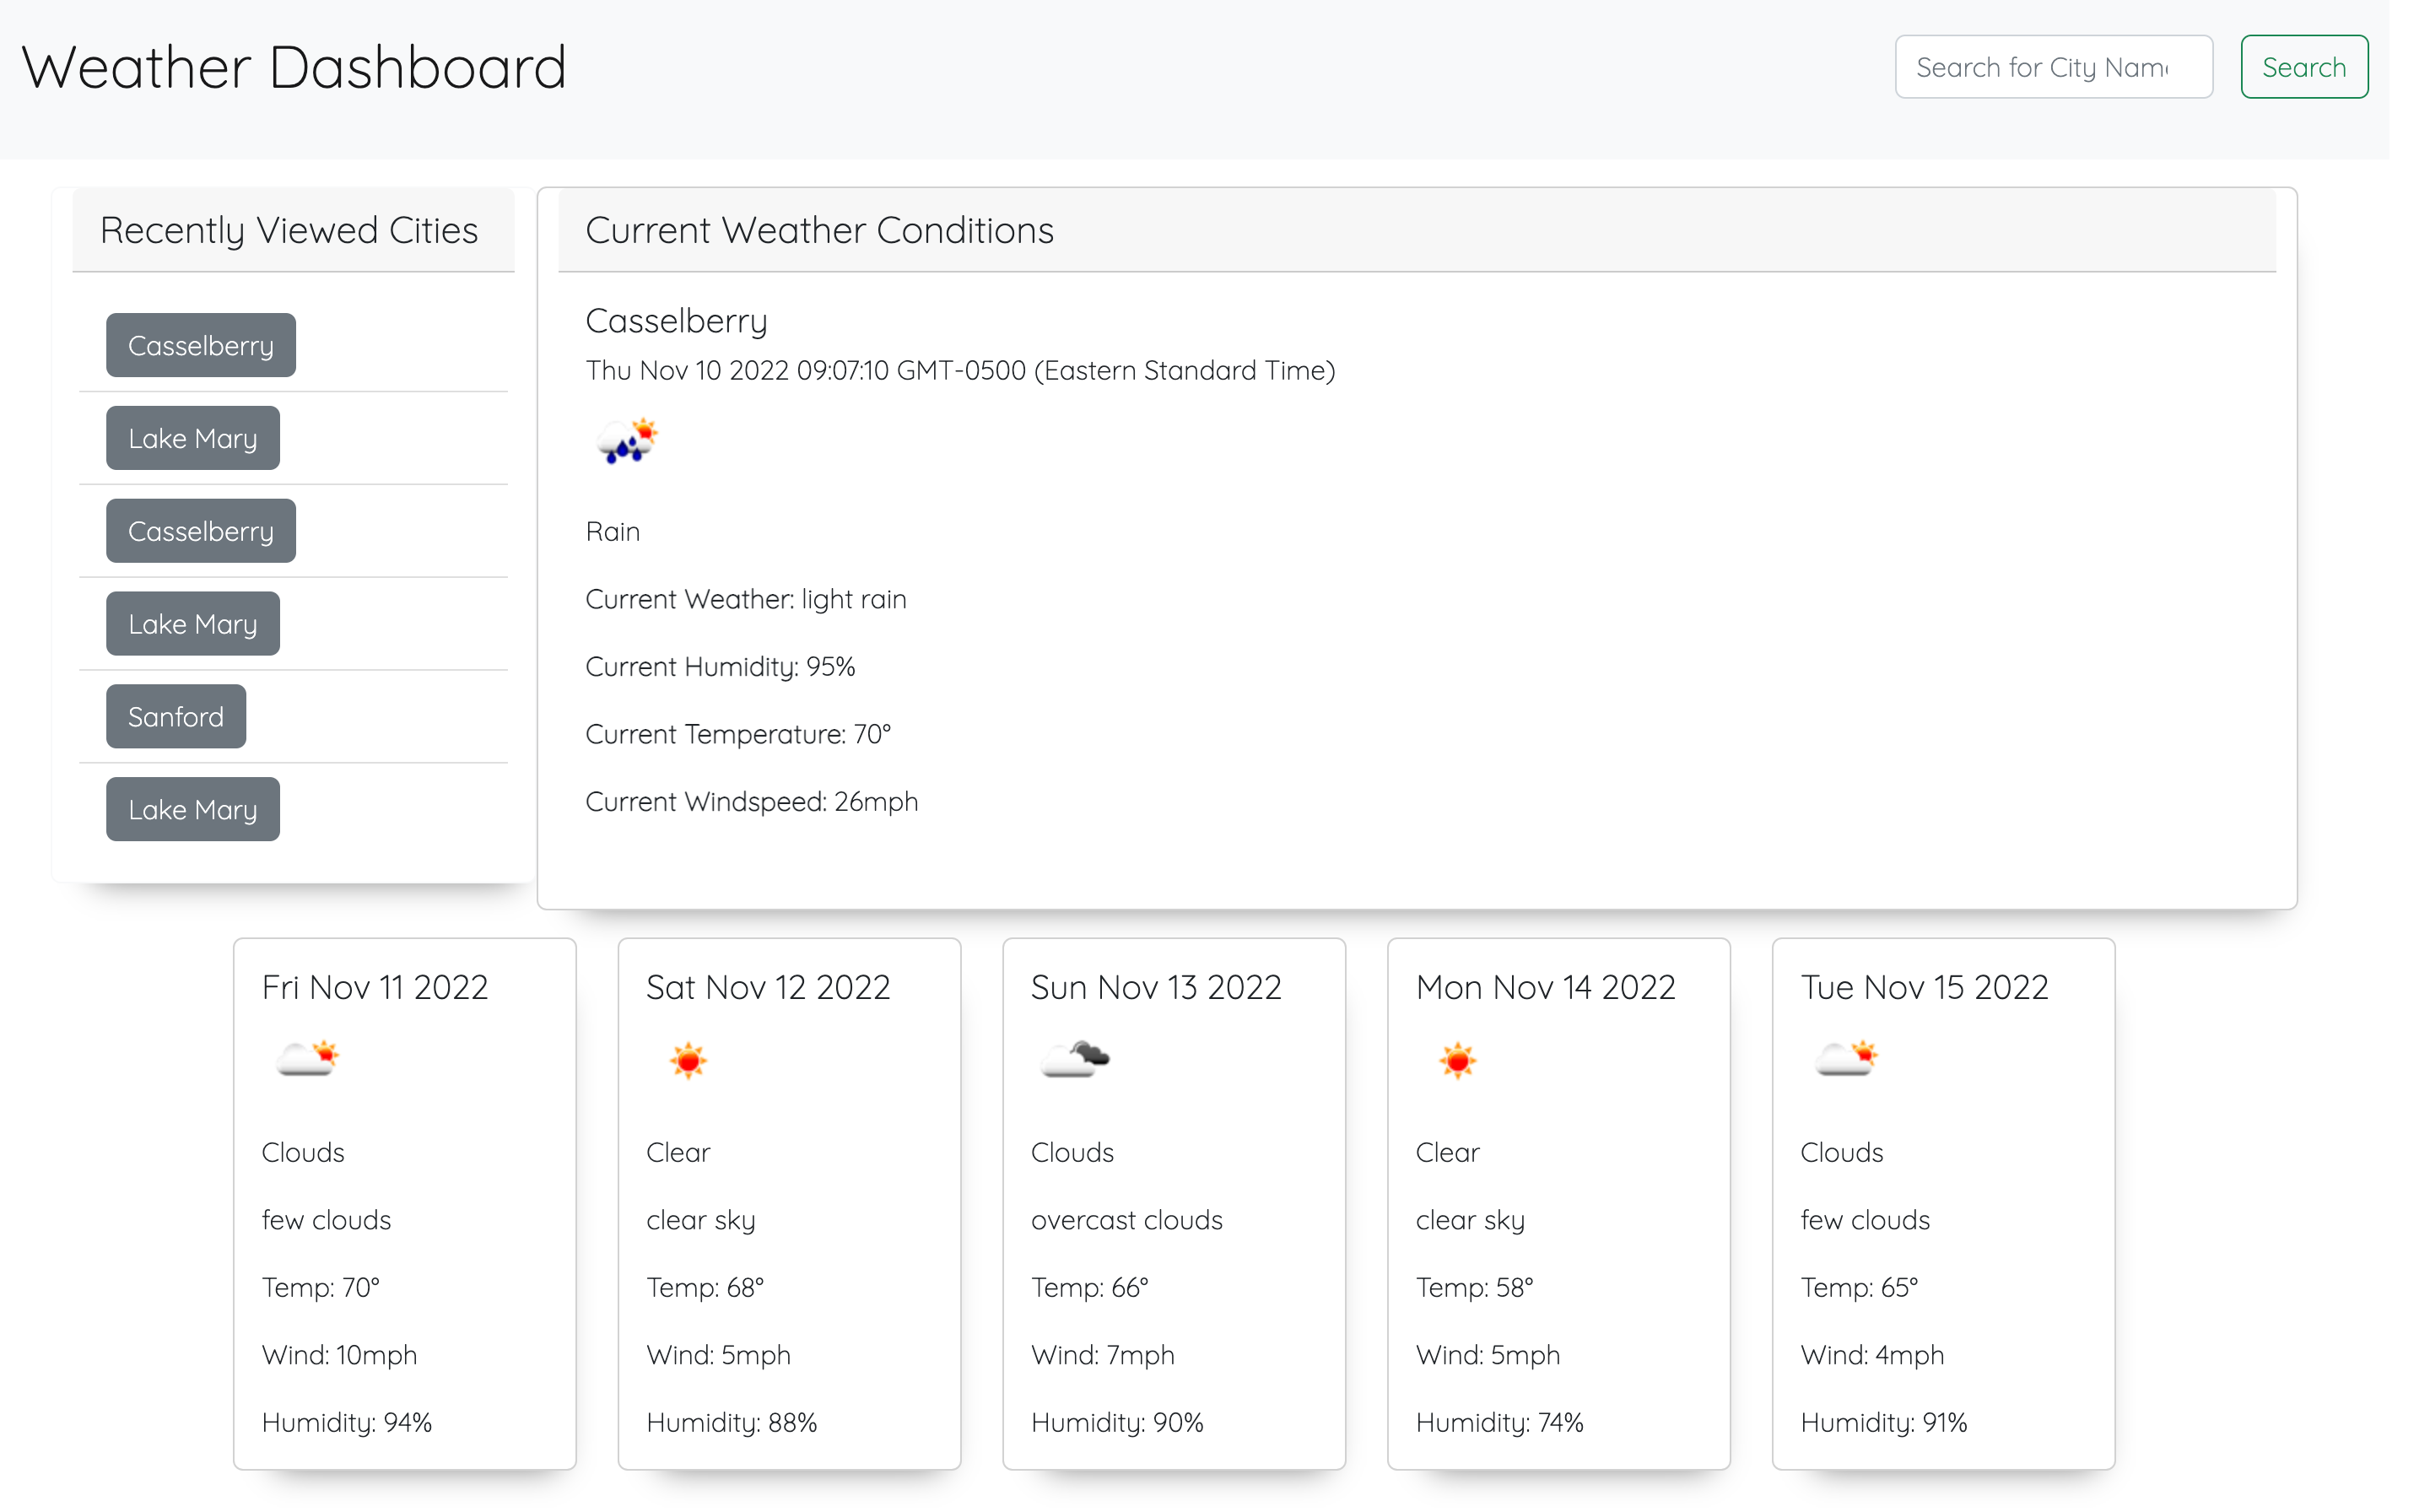 Weather Dashboard
Search for City Nam
Search
Recently Viewed Cities
Casselberry
Lake Mary
Casselberry
Lake Mary
Sanford
Lake Mary
Current Weather Conditions
Casselberry
Thu Nov 10 2022 09:07:10 GMT-0500 (Eastern Standard Time)
Rain
Current Weather: light rain
Current Humidity: 95%
Current Temperature: 70°
Current Windspeed: 26mph
Fri Nov 11 2022
Clouds
few clouds
Temp: 70°
Wind: 10mph
Humidity: 94%
Sat Nov 12 2022
Clear
clear sky
Temp: 68°
Wind: 5mph
Humidity: 88%
Sun Nov 13 2022
Clouds
overcast clouds
Temp: 66°
Wind: 7mph
Humidity: 90%
Mon Nov 14 2022
Clear
clear sky
Temp: 58°
Wind: 5mph
Humidity: 74%
Tue Nov 15 2022
Clouds
few clouds
Temp: 65°
Wind: 4mph
Humidity: 91%